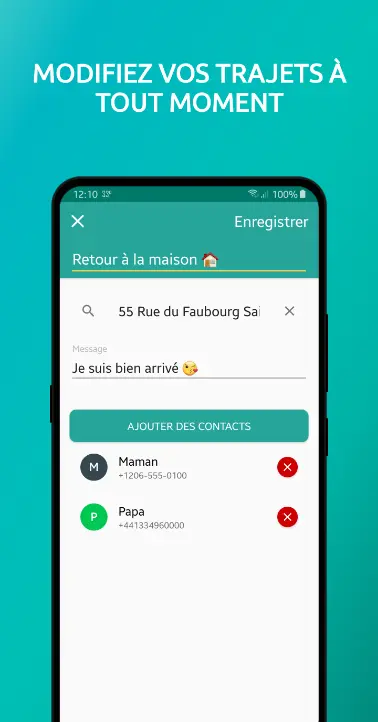 MODIFIEZ VOS TRAJETS À
TOUT MOMENT
12:10
100%
Enregistrer
Retour à la maison 🏠
55 Rue du Faubourg Sai
Message
Je suis bien arrivé 😘
AJOUTER DES CONTACTS
M
Maman
+1206-555-0100
P
Papa
+441334960000